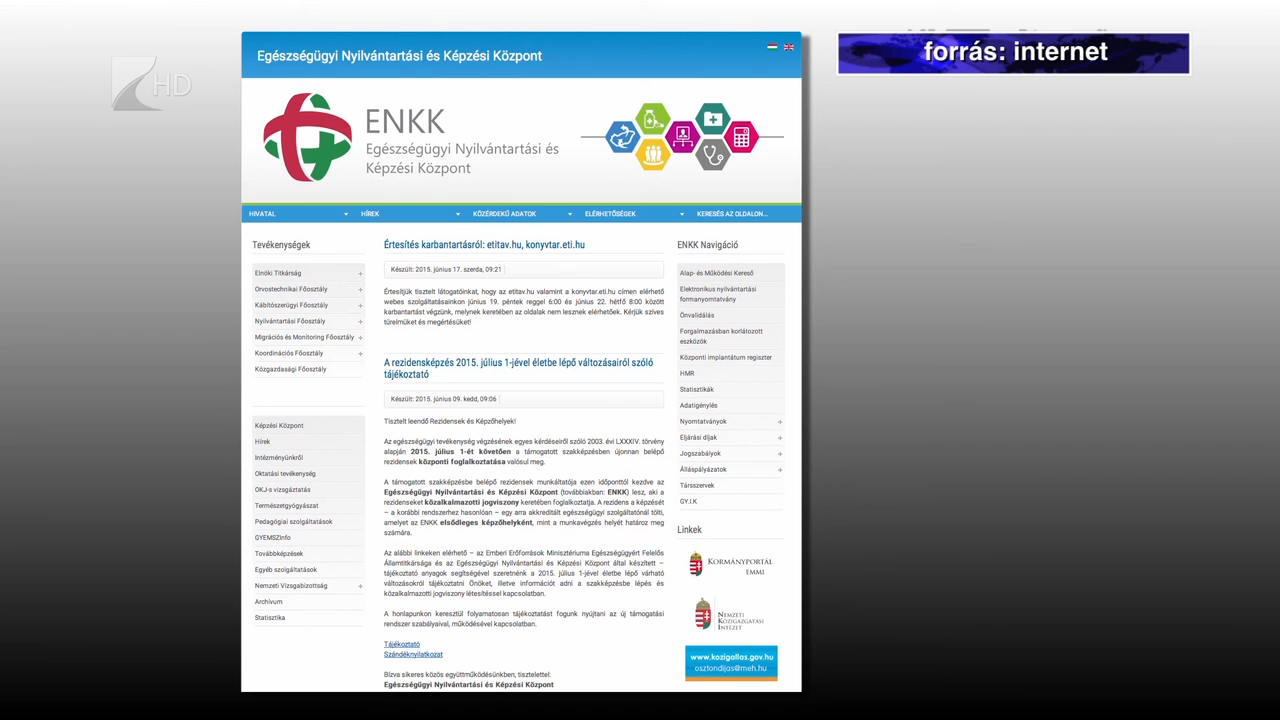 HD
forrás: internet
Egészségügyi Nyilvántartási és Képzési Központ
ENKK
Egészségügyi Nyilvántartási és
Képzési Központ
HIVATAL
HÍREK
KÖZÉRDEKŰ ADATOK
ELÉRHETŐSÉGEK
KERESÉS AZ OLDALON...
Tevékenységek
Elnöki Titkárság
Orvostechnikai Főosztály
Kábítószerügyi Főosztály
Nyilvántartási Főosztály
Migrációs és Monitoring Főosztály
Koordinációs Főosztály
Közgazdasági Főosztály
Képzési Központ
Hírek
Intézményünkről
Oktatási tevékenység
OKJ-s vizsgáztatás
Természetgyógyászat
Pedagógiai szolgáltatások
GYEMSZInfo
Továbbképzések
Egyéb szolgáltatások
Nemzeti Vizsgabizottság
Archívum
Statisztika
Értesítés karbantartásról: etitav.hu, konyvtar.eti.hu
Készült: 2015. június 17. szerda, 09:21
Értesítjük tisztelt látogatóinkat, hogy az etitav.hu valamint a konyvtar.eti.hu címen elérhető
webes szolgáltatásainkon június 19. péntek reggel 6:00 és június 22. hétfő 8:00 között
karbantartást végzünk, melynek keretében az oldalak nem lesznek elérhetőek. Kérjük szíves
türelmüket és megértésüket!
A rezidensképzés 2015. július 1-jével életbe lépő változásairól szóló
tájékoztató
Készült: 2015. június 09. kedd, 09:06
Tisztelt leendő Rezidensek és Képzőhelyek!
Az egészségügyi tevékenység végzésének egyes kérdéseiről szóló 2003. évi LXXXIV. törvény
alapján 2015. július 1-ét követően a támogatott szakképzésben újonnan belépő
rezidensek központi foglalkoztatása valósul meg.
A támogatott szakképzésbe belépő rezidensek munkáltatója ezen időponttól kezdve az
Egészségügyi Nyilvántartási és Képzési Központ (továbbiakban: ENKK) lesz, aki a
rezidenseket közalkalmazotti jogviszony keretében foglalkoztatja. A rezidens a képzését
– a korábbi rendszerhez hasonlóan – egy arra akkreditált egészségügyi szolgáltatónál tölti,
amelyet az ENKK elsődleges képzőhelyként, mint a munkavégzés helyét határoz meg
számára.
Az alábbi linkeken elérhető – az Emberi Erőforrások Minisztériuma Egészségügyért Felelős
Államtitkársága és az Egészségügyi Nyilvántartási és Képzési Központ által készített –
tájékoztató anyagok segítségével szeretnénk a 2015. július 1-jével életbe lépő várható
változásokról tájékoztatni Önöket, illetve információt adni a szakképzésbe lépés és
közalkalmazotti jogviszony létesítéssel kapcsolatban.
A honlapunkon keresztül folyamatosan tájékoztatást fogunk nyújtani az új támogatási
rendszer szabályaival, működésével kapcsolatban.
Tájékoztató
Szándéknyilatkozat
Bízva sikeres közös együttműködésünkben, tisztelettel:
Egészségügyi Nyilvántartási és Képzési Központ
ENKK Navigáció
Alap- és Működési Kereső
Elektronikus nyilvántartási
formanyomtatvány
Önvalidálás
Forgalmazásban korlátozott
eszközök
Központi implantátum regiszter
HMR
Statisztikák
Adatigénylés
Nyomtatványok
Eljárási díjak
Jogszabályok
Álláspályázatok
Társszervek
GY.I.K
Linkek
KORMÁNYPORTÁL
EMMI
NEMZETI
KÖZIGAZGATÁSI
INTÉZET
www.kozigallas.gov.hu
osztondijas@meh.hu